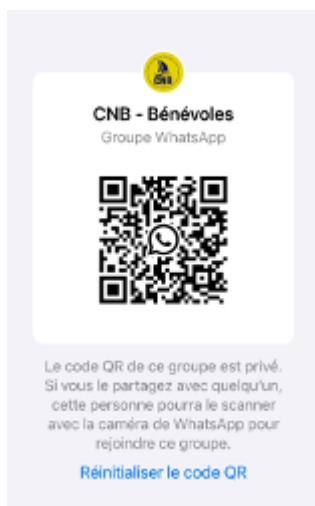 CNB
CNB - Bénévoles
Groupe WhatsApp
Le code QR de ce groupe est privé.
Si vous le partagez avec quelqu'un,
cette personne pourra le scanner
avec la caméra de WhatsApp pour
rejoindre ce groupe.
Réinitialiser le code QR